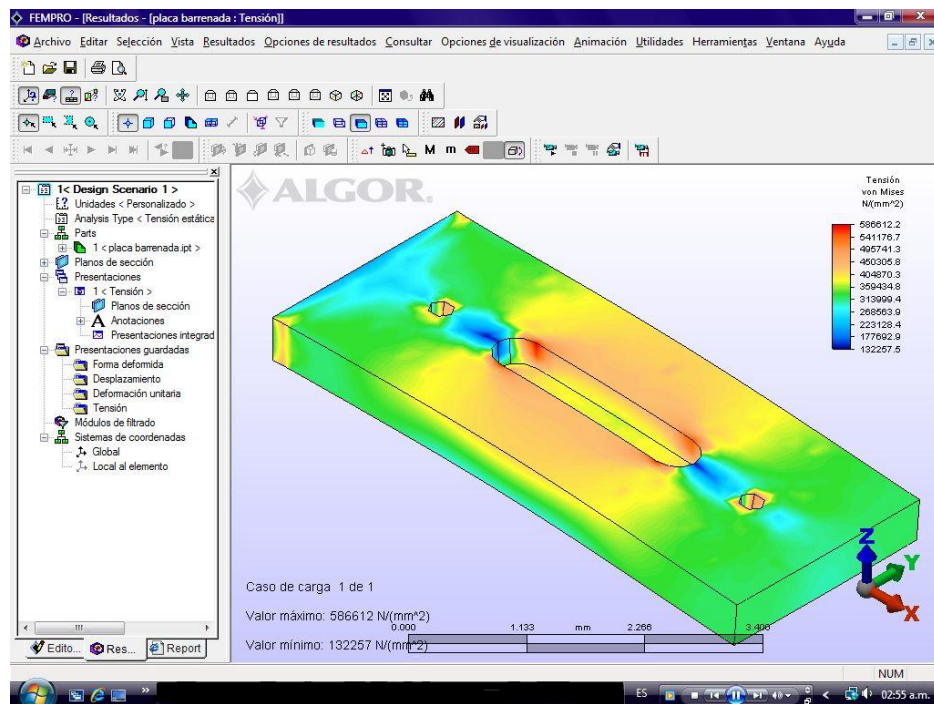 FEMPRO - [Resultados - [placa barrenada : Tensión]]
Archivo Editar Selección Vista Resultados Opciones de resultados Consultar Opciones de visualización Animación Utilidades Herramientas Ventana Ayuda
M m
1< Design Scenario 1 >
Unidades < Personalizado >
Analysis Type < Tensión estática
Parts
1 < placa barrenada.ipt >
Planos de sección
Presentaciones
1 < Tensión >
Planos de sección
A Anotaciones
Presentaciones integrad
Presentaciones guardadas
Forma deformida
Desplazamiento
Deformación unitaria
Tensión
Módulos de filtrado
Sistemas de coordenadas
Global
Local al elemento
Edito... Res... Report
ALGOR.
Tensión
von Mises
N/(mm^2)
586612.2
541176.7
495741.3
450305.8
404870.3
359434.8
313999.4
268563.9
223128.4
177692.9
132257.5
Z
Y
X
Caso de carga 1 de 1
Valor máximo: 586612 N/(mm^2)
Valor mínimo: 132257 N/(mm^2)
0.000 1.133 mm 2.266 3.400
NUM
ES 02:55 a.m.